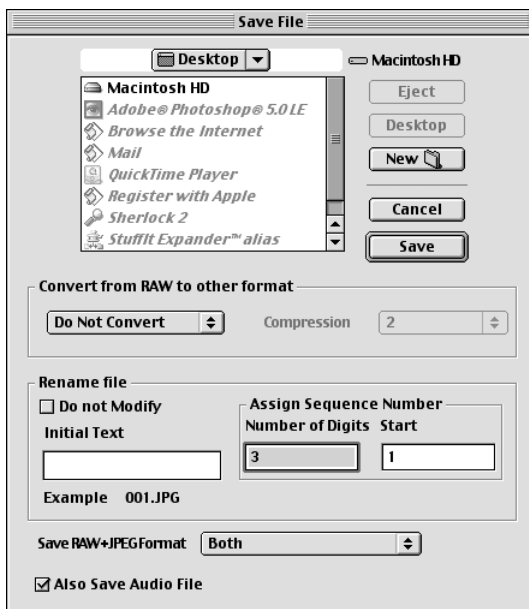 Save File
Desktop
Macintosh HD
Macintosh HD
Adobe® Photoshop® 5.0 LE
Browse the Internet
Mail
QuickTime Player
Register with Apple
Sherlock 2
StuffIt Expander™ alias
Eject
Desktop
New
Cancel
Save
Convert from RAW to other format
Do Not Convert
Compression
2
Rename file
Do not Modify
Initial Text
Example 001.JPG
Assign Sequence Number
Number of Digits Start
3 1
Save RAW+JPEG Format Both
Also Save Audio File